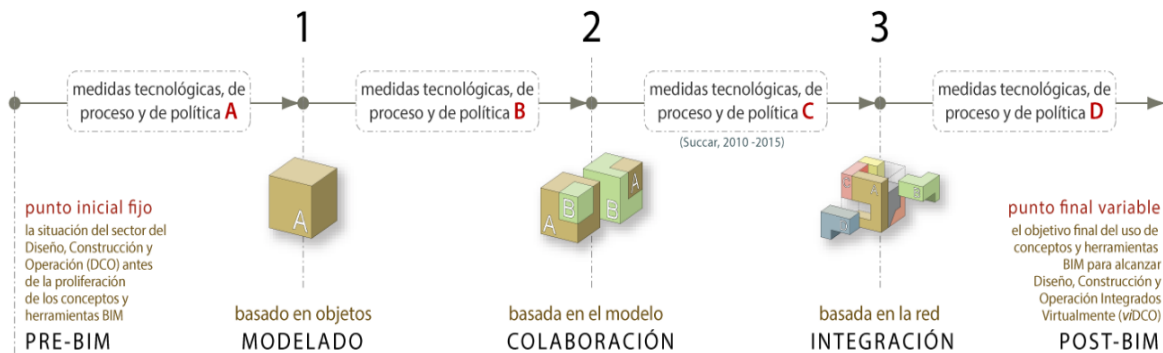 1
2
3
medidas tecnológicas, de
proceso y de política A
medidas tecnológicas, de
proceso y de política B
medidas tecnológicas, de
proceso y de política C
(Succar, 2010 -2015)
medidas tecnológicas, de
proceso y de política D
punto inicial fijo
la situación del sector del
Diseño, Construcción y
Operación (DCO) antes
de la proliferación
de los conceptos y
herramientas BIM
PRE-BIM
A
basado en objetos
MODELADO
A B B A
basado en el modelo
COLABORACIÓN
A
B
basada en la red
INTEGRACIÓN
punto final variable
el objetivo final del uso de
conceptos y herramientas
BIM para alcanzar
Diseño, Construcción y
Operación Integrados
Virtualmente (viDCO)
POST-BIM